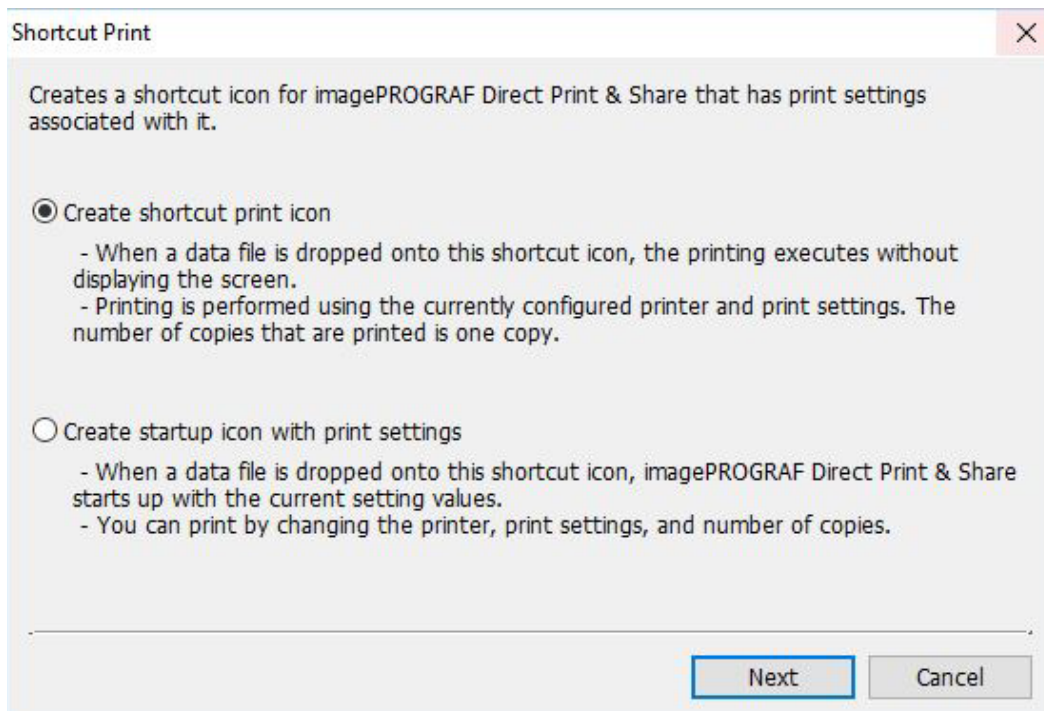 Shortcut Print
Creates a shortcut icon for imagePROGRAF Direct Print & Share that has print settings
associated with it.
Create shortcut print icon
- When a data file is dropped onto this shortcut icon, the printing executes without
displaying the screen.
- Printing is performed using the currently configured printer and print settings. The
number of copies that are printed is one copy.
Create startup icon with print settings
- When a data file is dropped onto this shortcut icon, imagePROGRAF Direct Print & Share
starts up with the current setting values.
- You can print by changing the printer, print settings, and number of copies.
Next Cancel